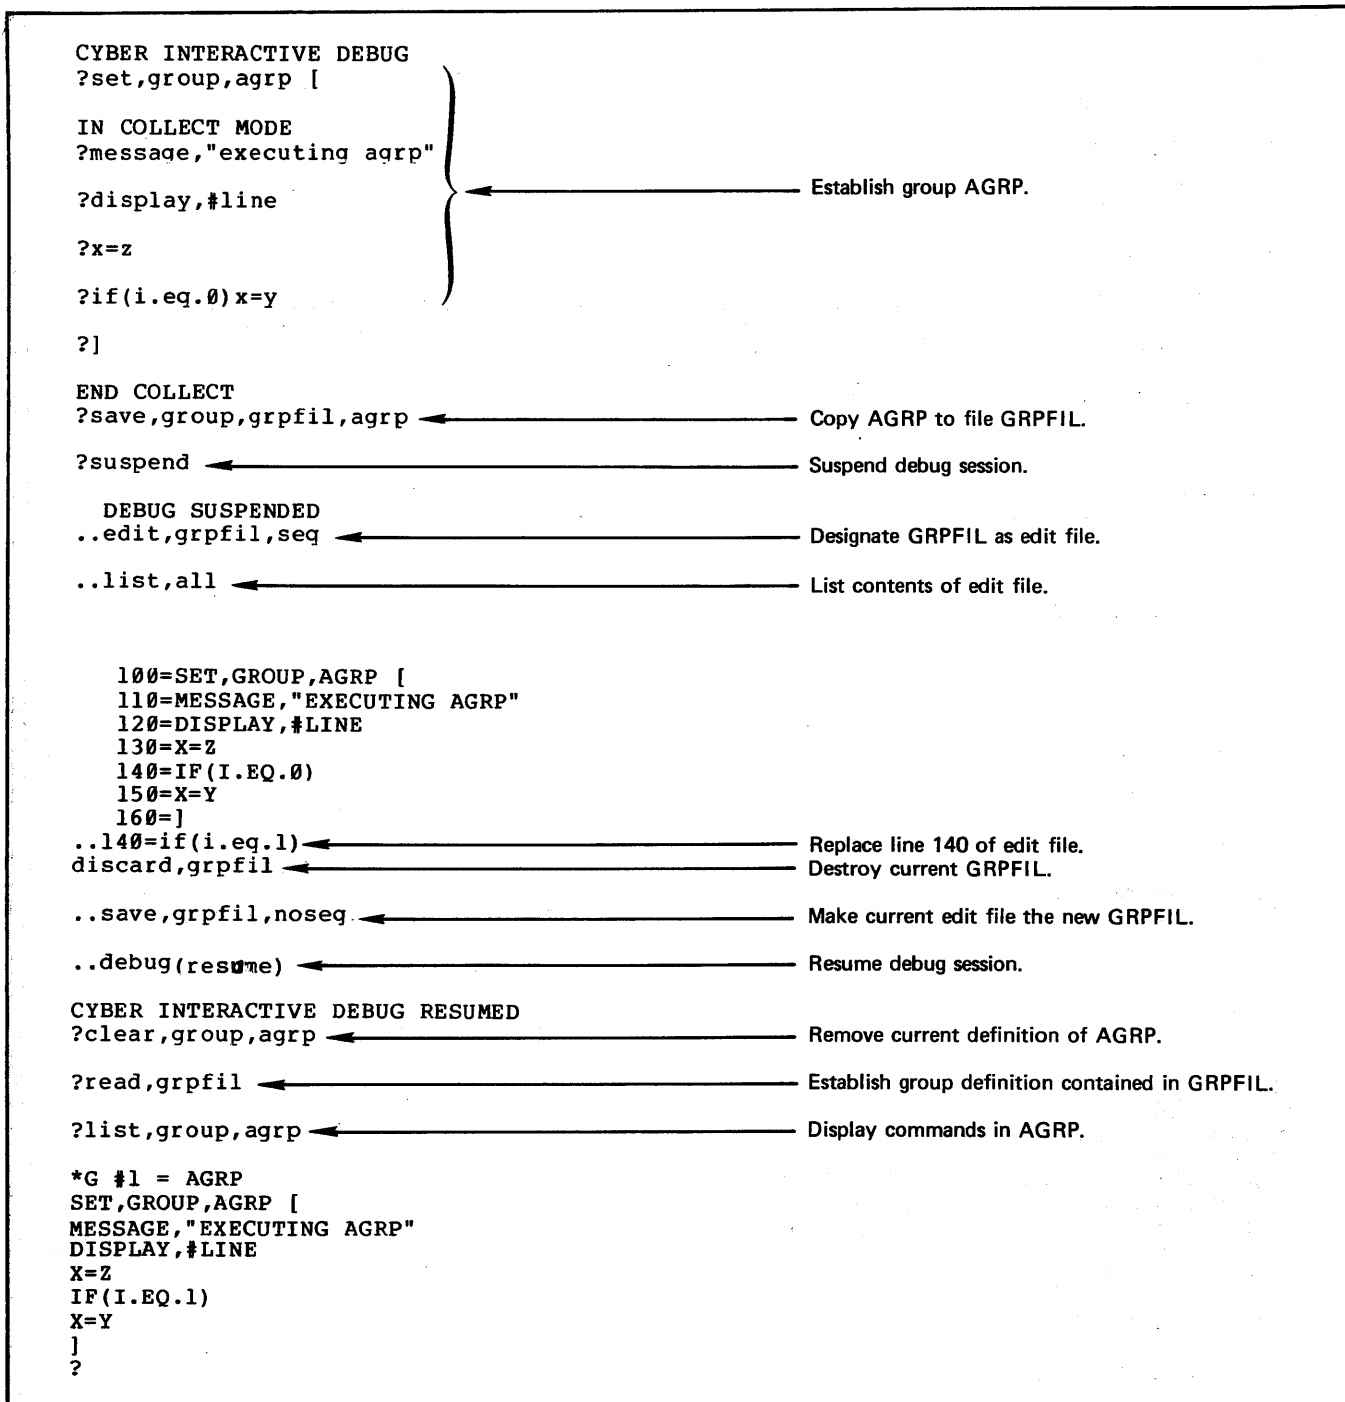 CYBER INTERACTIVE DEBUG
?set,group,agrp [
IN COLLECT MODE
?message,"executing agrp"
?display,#line
Establish group AGRP.
?x=z
?if(i.eq.0)x=y
?]
END COLLECT
?save,group,grpfil,agrp Copy AGRP to file GRPFIL.
?suspend Suspend debug session.
DEBUG SUSPENDED
..edit,grpfil,seq Designate GRPFIL as edit file.
..list,all List contents of edit file.
100=SET,GROUP,AGRP [
110=MESSAGE,"EXECUTING AGRP"
120=DISPLAY,#LINE
130=X=Z
140=IF(I.EQ.0)
150=X=Y
160=]
..140=if(i.eq.1) Replace line 140 of edit file.
discard,grpfil Destroy current GRPFIL.
..save,grpfil,noseq Make current edit file the new GRPFIL.
..debug(resume) Resume debug session.
CYBER INTERACTIVE DEBUG RESUMED
?clear,group,agrp Remove current definition of AGRP.
?read,grpfil Establish group definition contained in GRPFIL.
?list,group,agrp Display commands in AGRP.
*G #1 = AGRP
SET,GROUP,AGRP [
MESSAGE,"EXECUTING AGRP"
DISPLAY,#LINE
X=Z
IF(I.EQ.1)
X=Y
]
?